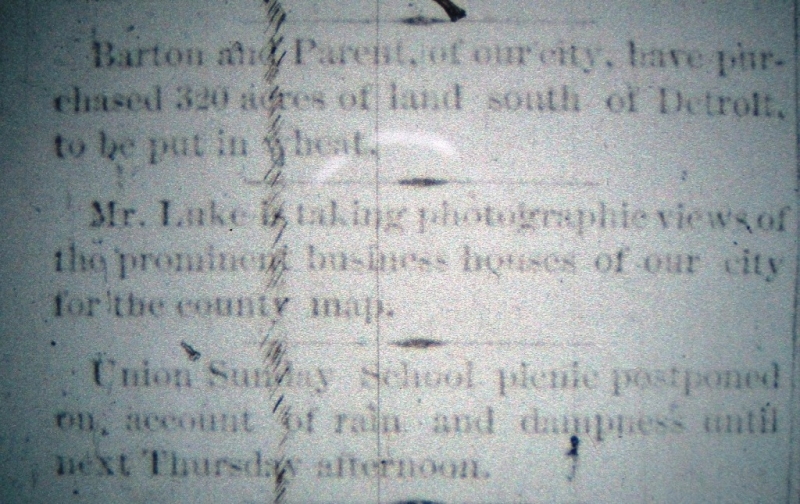 Barton and Parent, of our city, have pur-
chased 320 acres of land south of Detroit,
to be put in wheat.
Mr. Luke is taking photographic views of
the prominent business houses of our city
for the county map.
Union Sunday School picnic postponed
on account of rain and dampness until
next Thursday afternoon.